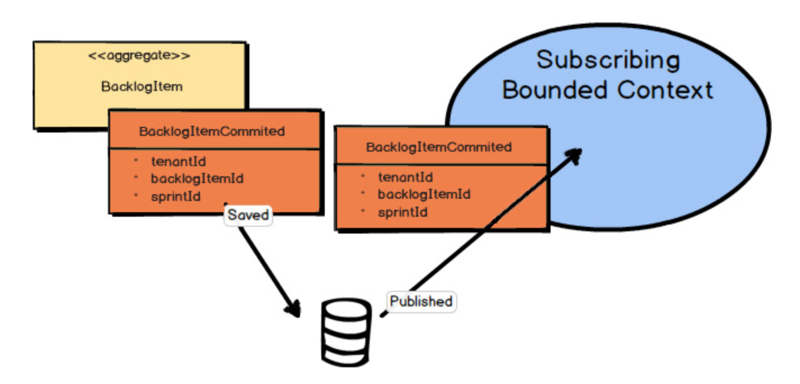 <<aggregate>>
BacklogItem
BacklogItemCommited
* tenantId
* backlogItemId
* sprintId
Saved
BacklogItemCommited
* tenantId
* backlogItemId
* sprintId
Published
Subscribing
Bounded Context